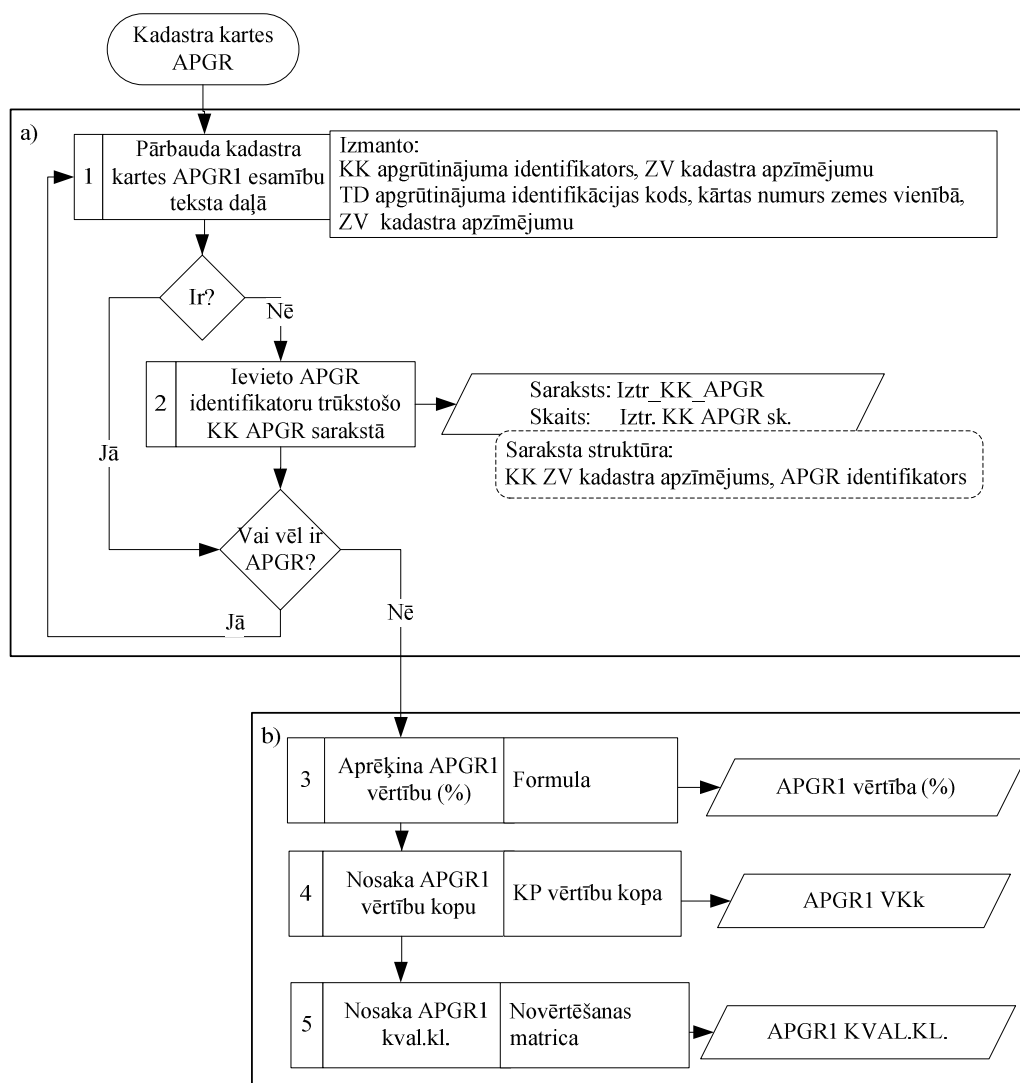 Kadastra kartes
APGR
a)
1
Pārbauda kadastra
kartes APGR1 esamību
teksta daļā
Izmanto:
KK apgrūtinājuma identifikators, ZV kadastra apzīmējumu
TD apgrūtinājuma identifikācijas kods, kārtas numurs zemes vienībā,
ZV kadastra apzīmējumu
Ir?
Nē
Jā
2
Ievieto APGR
identifikatoru trūkstošo
KK APGR sarakstā
Saraksts: Iztr_KK_APGR
Skaits: Iztr. KK APGR sk.
Saraksta struktūra:
KK ZV kadastra apzīmējums, APGR identifikators
Vai vēl ir
APGR?
Jā
Nē
b)
3
Aprēķina APGR1
vērtību (%)
Formula
APGR1 vērtība (%)
4
Nosaka APGR1
vērtību kopu
KP vērtību kopa
APGR1 VKk
5
Nosaka APGR1
kval.kl.
Novērtēšanas
matrica
APGR1 KVAL.KL.